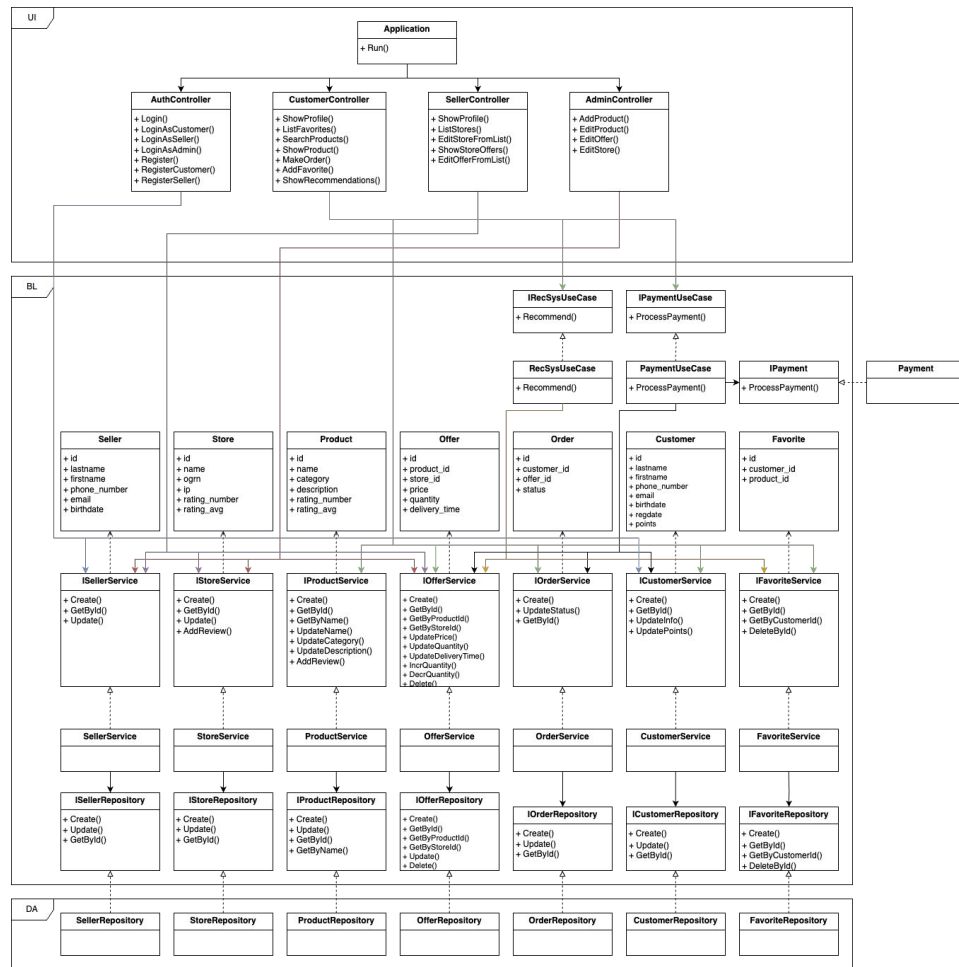 UI
Application
+ Run()
AuthController
+ Login()
+ LoginAsCustomer()
+ LoginAsSeller()
+ LoginAsAdmin()
+ Register()
+ RegisterCustomer()
+ RegisterSeller()
CustomerController
+ ShowProfile()
+ ListFavorites()
+ SearchProducts()
+ ShowProduct()
+ MakeOrder()
+ AddFavorite()
+ ShowRecommendations()
SellerController
+ ShowProfile()
+ ListStores()
+ EditStoreFromList()
+ ShowStoreOffers()
+ EditOfferFromList()
AdminController
+ AddProduct()
+ EditProduct()
+ EditOffer()
+ EditStore()
BL
IRecSysUseCase
+ Recommend()
IPaymentUseCase
+ ProcessPayment()
RecSysUseCase
+ Recommend()
PaymentUseCase
+ ProcessPayment()
IPayment
+ ProcessPayment()
Payment
Seller
+ id
+ lastname
+ firstname
+ phone_number
+ email
+ birthdate
Store
+ id
+ name
+ ogrn
+ ip
+ rating_number
+ rating_avg
Product
+ id
+ name
+ category
+ description
+ rating_number
+ rating_avg
Offer
+ id
+ product_id
+ store_id
+ price
+ quantity
+ delivery_time
Order
+ id
+ customer_id
+ offer_id
+ status
Customer
+ id
+ lastname
+ firstname
+ phone_number
+ email
+ birthdate
+ regdate
+ points
Favorite
+ id
+ customer_id
+ product_id
ISellerService
+ Create()
+ GetById()
+ Update()
IStoreService
+ Create()
+ GetById()
+ Update()
+ AddReview()
IProductService
+ Create()
+ GetById()
+ GetByName()
+ UpdateName()
+ UpdateCategory()
+ UpdateDescription()
+ AddReview()
IOfferService
+ Create()
+ GetById()
+ GetByProductId()
+ GetByStoreId()
+ UpdatePrice()
+ UpdateQuantity()
+ UpdateDeliveryTime()
+ IncrQuantity()
+ DecrQuantity()
+ Delete()
IOrderService
+ Create()
+ UpdateStatus()
+ GetById()
ICustomerService
+ Create()
+ GetById()
+ UpdateInfo()
+ UpdatePoints()
IFavoriteService
+ Create()
+ GetById()
+ GetByCustomerId()
+ DeleteById()
SellerService
StoreService
ProductService
OfferService
OrderService
CustomerService
FavoriteService
ISellerRepository
+ Create()
+ Update()
+ GetById()
IStoreRepository
+ Create()
+ Update()
+ GetById()
IProductRepository
+ Create()
+ Update()
+ GetById()
+ GetByName()
IOfferRepository
+ Create()
+ GetById()
+ GetByProductId()
+ GetByStoreId()
+ Update()
+ Delete()
IOrderRepository
+ Create()
+ Update()
+ GetById()
ICustomerRepository
+ Create()
+ Update()
+ GetById()
IFavoriteRepository
+ Create()
+ GetById()
+ GetByCustomerId()
+ DeleteById()
DA
SellerRepository
StoreRepository
ProductRepository
OfferRepository
OrderRepository
CustomerRepository
FavoriteRepository